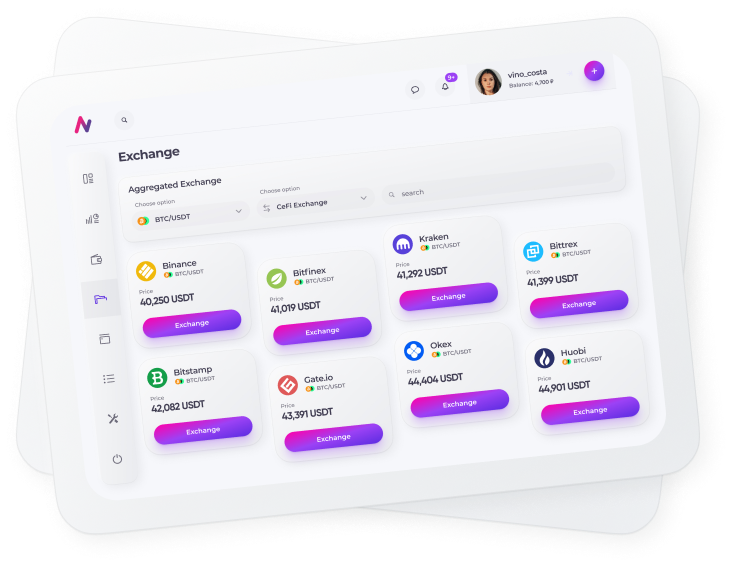 9+
vino_costa
Balance: 4,700 ₽
Exchange
Aggregated Exchange
Choose option
BTC/USDT
Choose option
CeFi Exchange
search
Binance
BTC/USDT
Price
40,250 USDT
Exchange
Bitfinex
BTC/USDT
Price
41,019 USDT
Exchange
Kraken
BTC/USDT
Price
41,292 USDT
Exchange
Bittrex
BTC/USDT
Price
41,399 USDT
Exchange
Bitstamp
BTC/USDT
Price
42,082 USDT
Exchange
Gate.io
BTC/USDT
Price
43,391 USDT
Exchange
Okex
BTC/USDT
Price
44,404 USDT
Exchange
Huobi
BTC/USDT
Price
44,901 USDT
Exchange